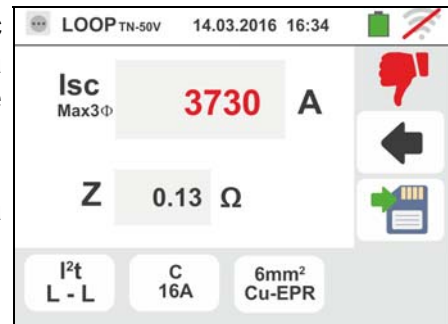 LOOP TN-50V 14.03.2016 16:34
Isc
Max3Φ
3730 A
Z 0.13 Ω
I²t
L - L
C
16A
6mm²
Cu-EPR